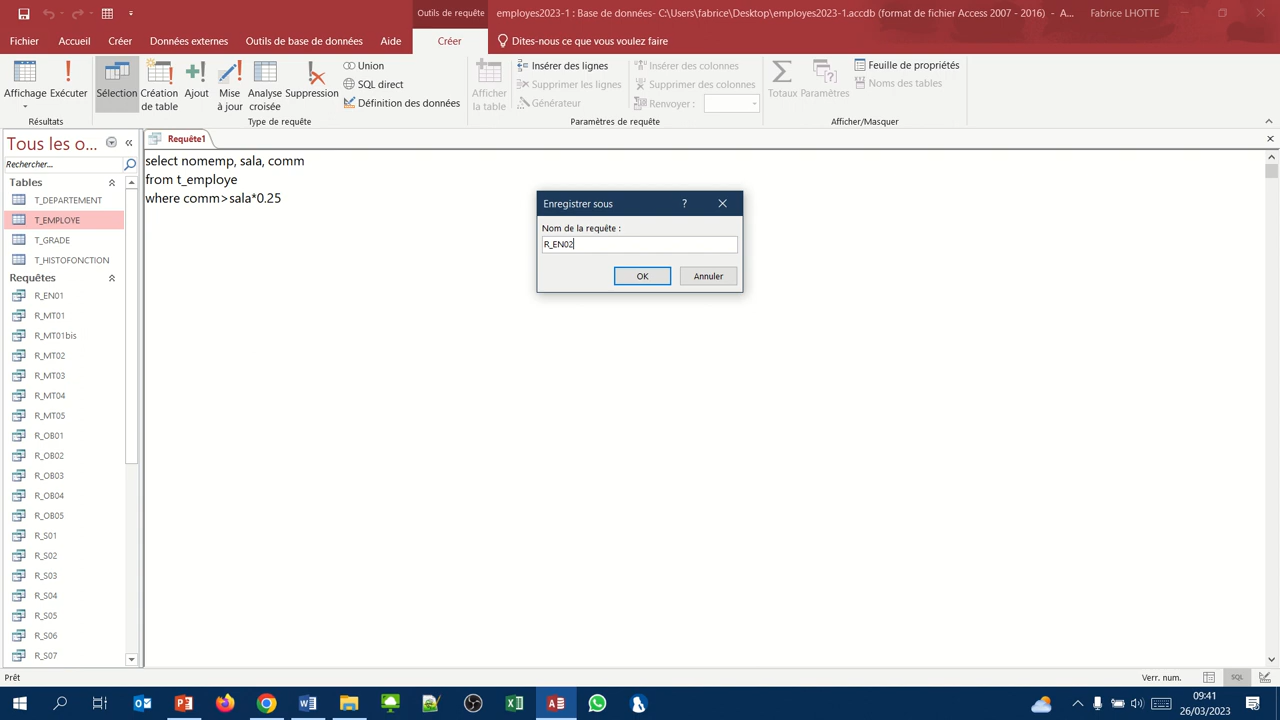 Outils de requête
employes2023-1 : Base de données- C:\Users\fabrice\Desktop\employes2023-1.accdb (format de fichier Access 2007 - 2016) - A...
Fabrice LHOTTE
Fichier
Accueil
Créer
Données externes
Outils de base de données
Aide
Créer
Dites-nous ce que vous voulez faire
Affichage
Exécuter
Résultats
Sélection
Création
de table
Ajout
Mise
à jour
Analyse
croisée
Suppression
Union
SQL direct
Définition des données
Type de requête
Afficher
la table
Insérer des lignes
Supprimer les lignes
Générateur
Insérer des colonnes
Supprimer des colonnes
Renvoyer :
Paramètres de requête
Totaux
Paramètres
Feuille de propriétés
Noms des tables
Afficher/Masquer
Tous les o...
Rechercher...
Tables
T_DEPARTEMENT
T_EMPLOYE
T_GRADE
T_HISTOFONCTION
Requêtes
R_EN01
R_MT01
R_MT01bis
R_MT02
R_MT03
R_MT04
R_MT05
R_OB01
R_OB02
R_OB03
R_OB04
R_OB05
R_S01
R_S02
R_S03
R_S04
R_S05
R_S06
R_S07
Requête1
select nomemp, sala, comm
from t_employe
where comm>sala*0.25
Enregistrer sous
?
Nom de la requête :
R_EN02
OK
Annuler
Prêt
Verr. num.
SQL
09:41
26/03/2023